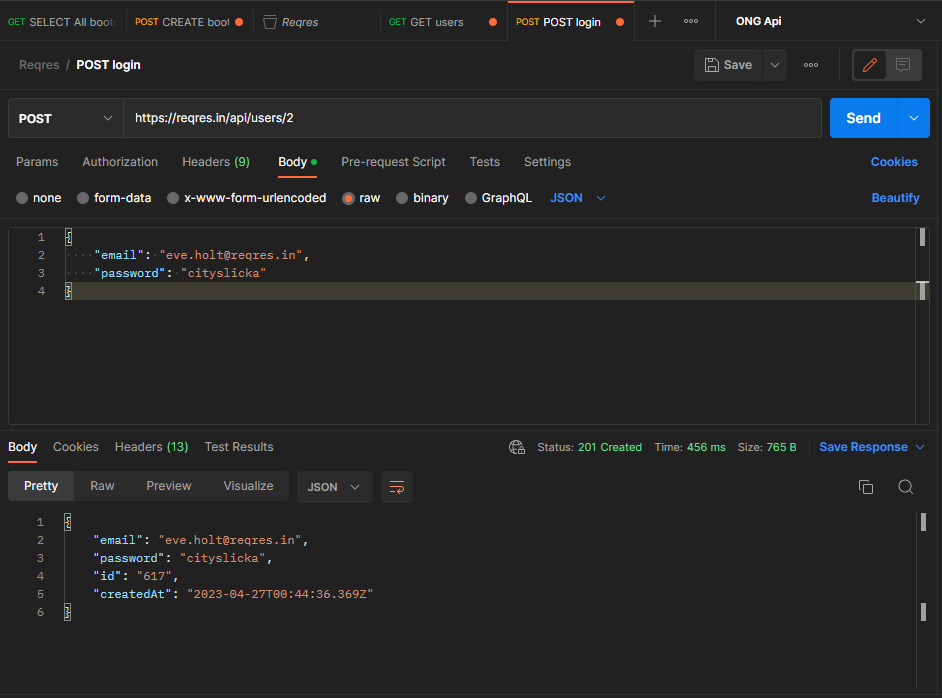 GET SELECT All boot POST CREATE boot Reqres GET GET users POST POST login ONG Api
Reqres / POST login Save
POST https://reqres.in/api/users/2 Send
Params Authorization Headers (9) Body Pre-request Script Tests Settings Cookies
none form-data x-www-form-urlencoded raw binary GraphQL JSON Beautify
1 {
2 "email": "eve.holt@reqres.in",
3 "password": "cityslicka"
4 }
Body Cookies Headers (13) Test Results Status: 201 Created Time: 456 ms Size: 765 B Save Response
Pretty Raw Preview Visualize JSON
1 {
2 "email": "eve.holt@reqres.in",
3 "password": "cityslicka",
4 "id": "617",
5 "createdAt": "2023-04-27T00:44:36.369Z"
6 }